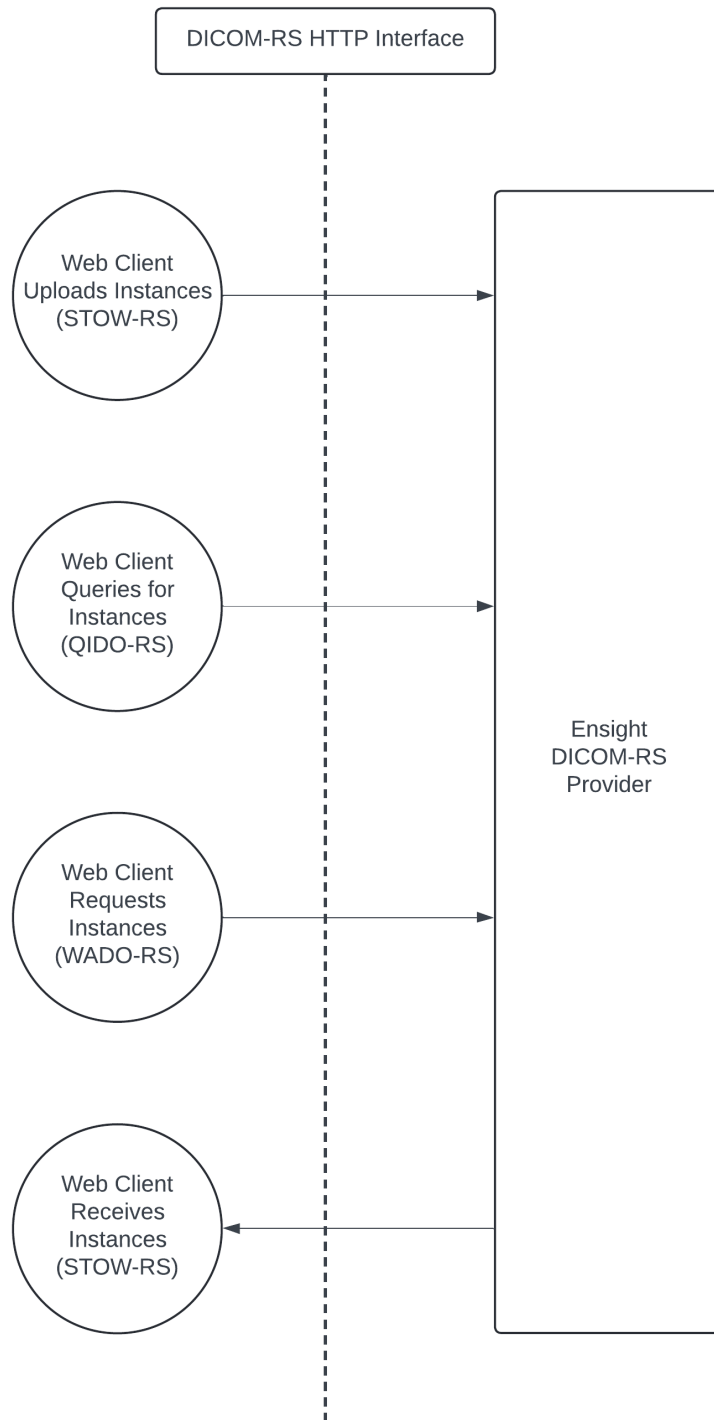 DICOM-RS HTTP Interface
Web Client
Uploads Instances
(STOW-RS)
Web Client
Queries for
Instances
(QIDO-RS)
Ensight
DICOM-RS
Provider
Web Client
Requests
Instances
(WADO-RS)
Web Client
Receives
Instances
(STOW-RS)